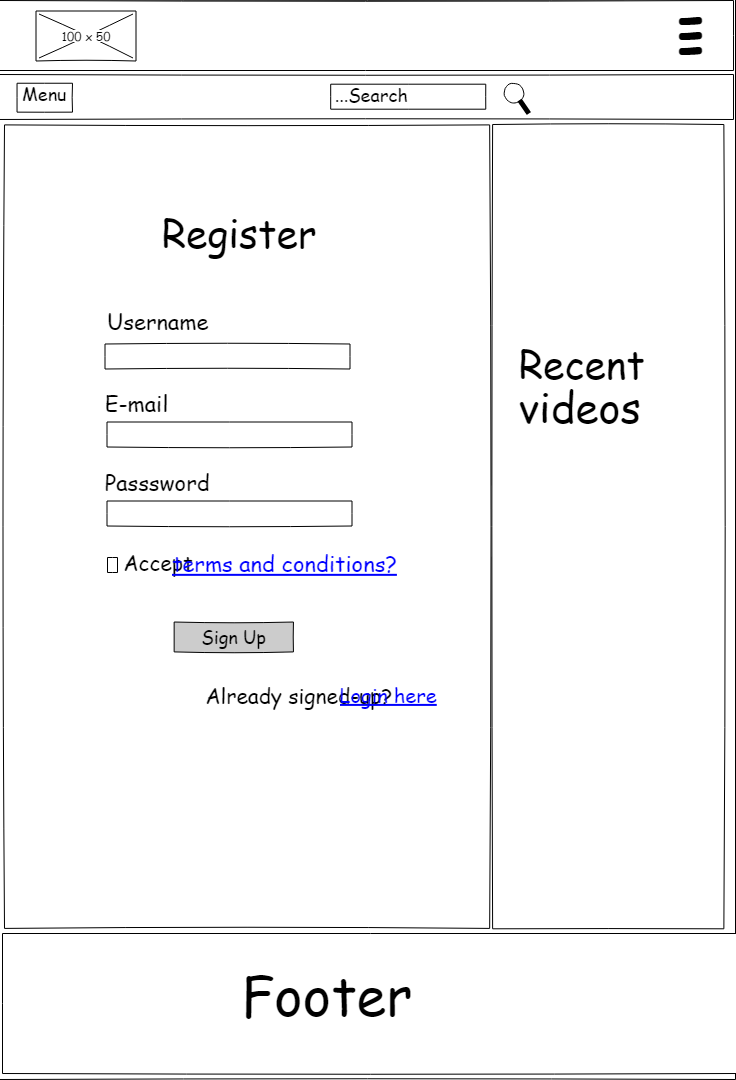 100 x 50
Menu
...Search
Register
Username
E-mail
Passsword
Accept terms and conditions?
Sign Up
Already signed-up? Login here
Recent
videos
Footer